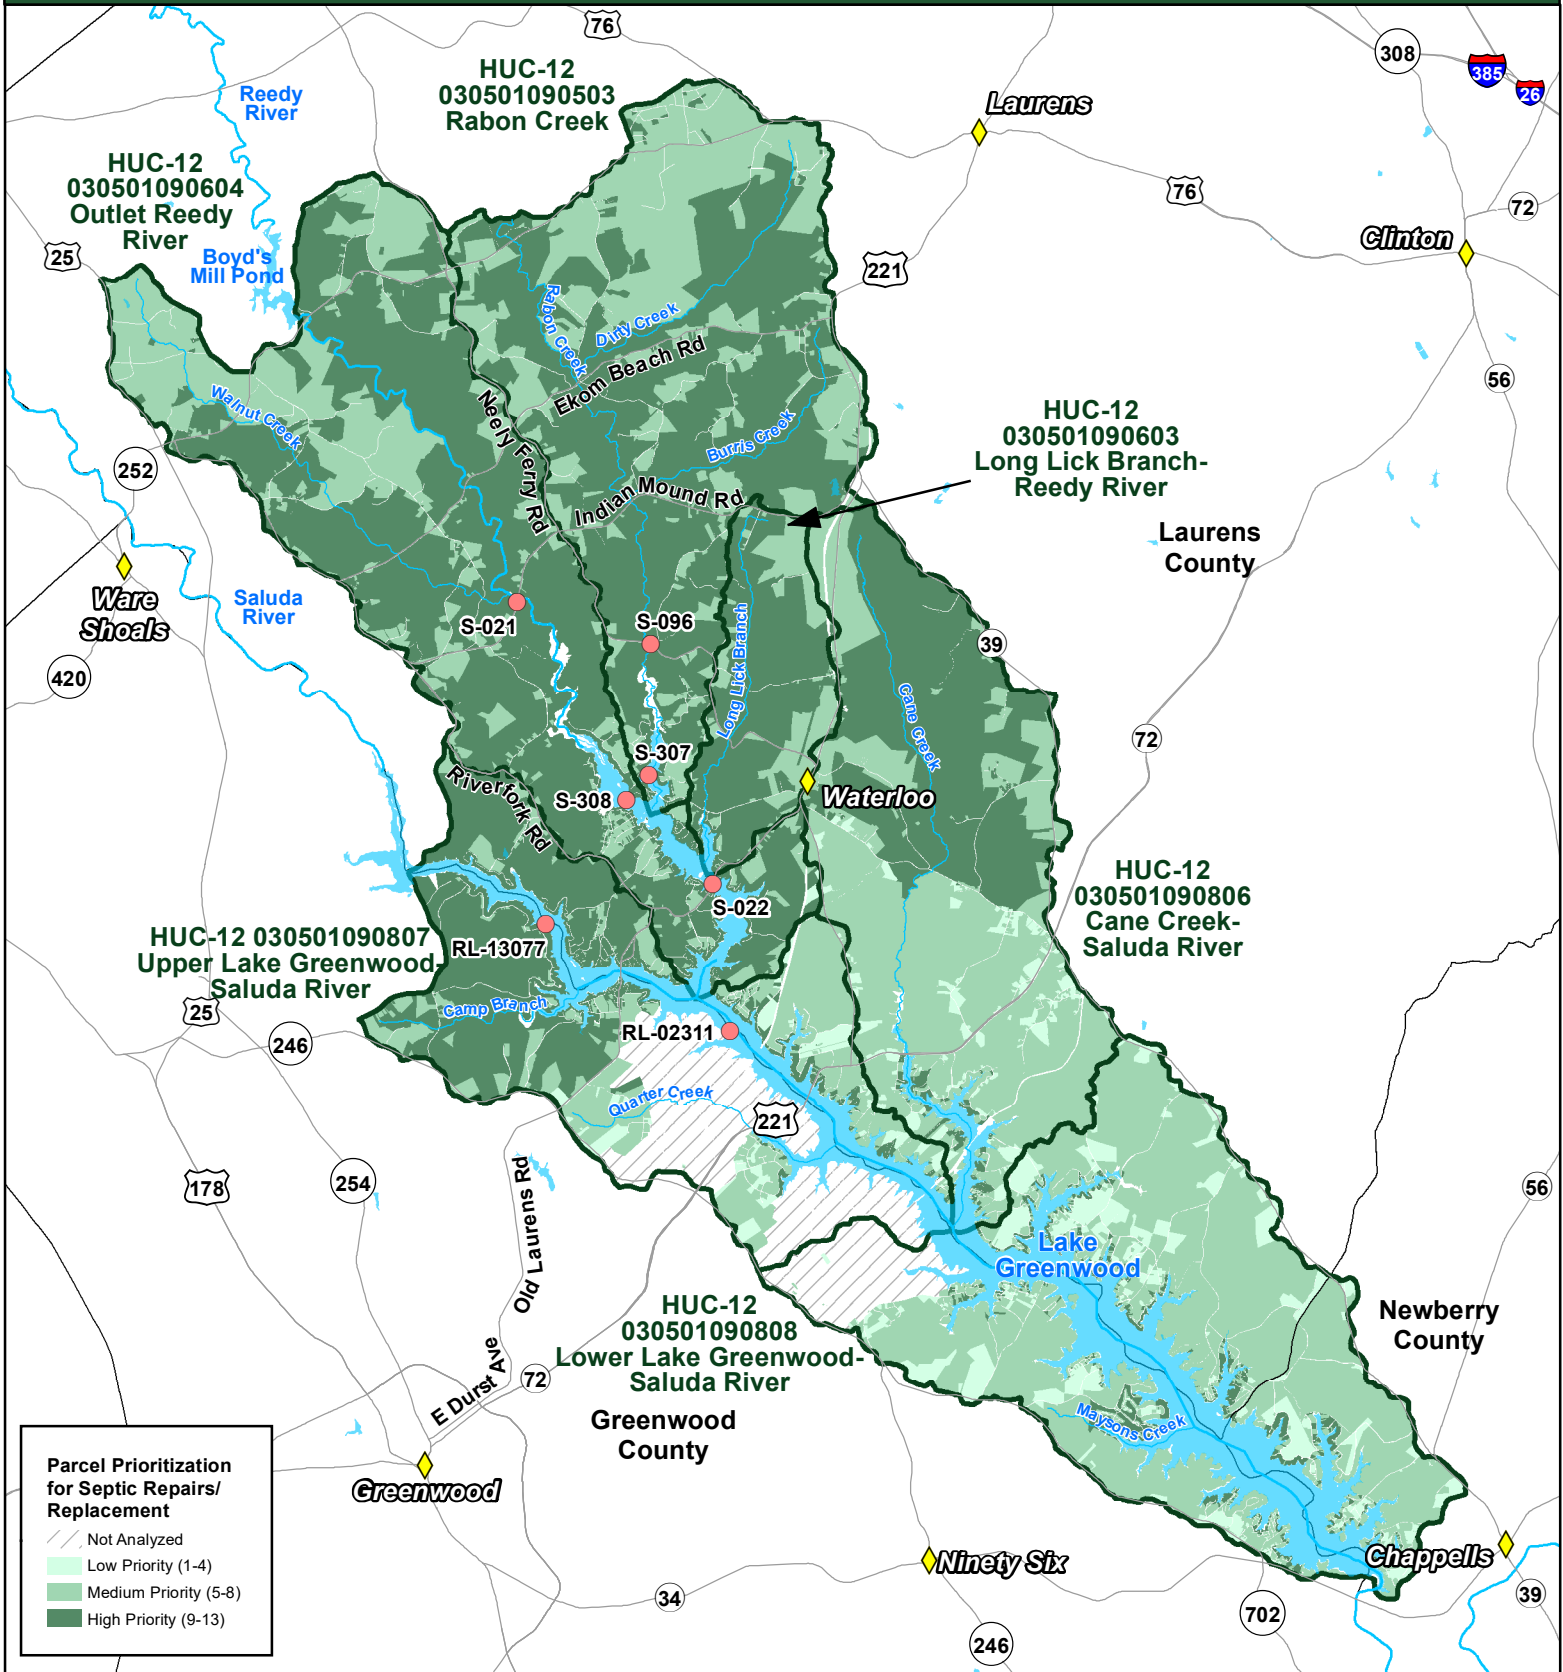 76
308
385
26
HUC-12
030501090503
Rabon Creek
Reedy
River
Laurens
HUC-12
030501090604
Outlet Reedy
River
76
72
25
Boyd's
Mill Pond
Clinton
221
Rabon Creek
Dirty Creek
Ekom Beach Rd
56
Walnut Creek
Neely Ferry Rd
Burris Creek
HUC-12
030501090603
Long Lick Branch-
Reedy River
252
Indian Mound Rd
Laurens
County
Ware
Shoals
Saluda
River
S-021
S-096
39
420
Long Lick Branch
Cane Creek
72
S-307
Riverfork Rd
S-308
Waterloo
HUC-12
030501090806
Cane Creek-
Saluda River
S-022
HUC-12 030501090807
Upper Lake Greenwood-
Saluda River
RL-13077
25
Camp Branch
246
RL-02311
Quarter Creek
221
178
254
Old Laurens Rd
56
Lake
Greenwood
HUC-12
030501090808
Lower Lake Greenwood-
Saluda River
Newberry
County
E Durst Ave
72
Greenwood
County
Maysons Creek
Greenwood
Parcel Prioritization
for Septic Repairs/
Replacement
Not Analyzed
Low Priority (1-4)
Medium Priority (5-8)
High Priority (9-13)
Ninety Six
Chappells
34
702
39
246